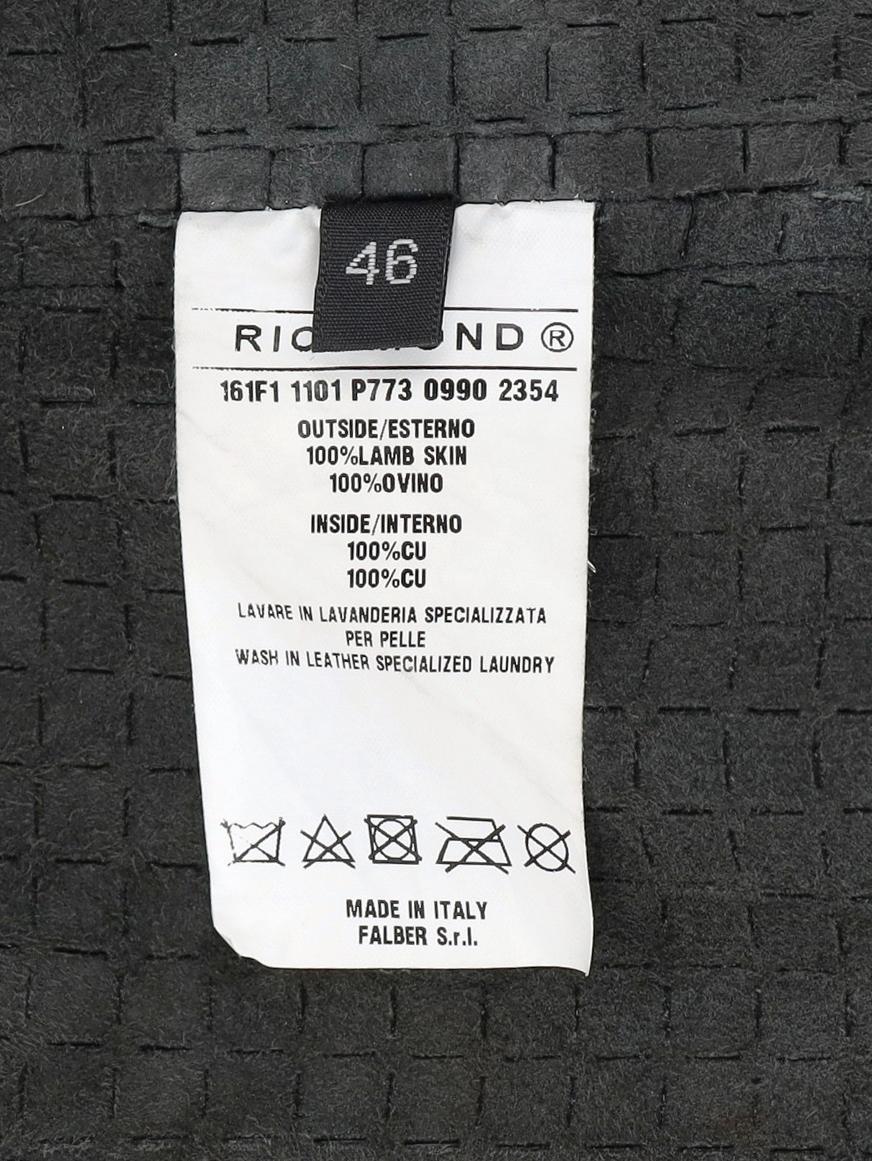 46
RIC OND®
161F1 1101 P773 0990 2354
OUTSIDE/ESTERNO
100%LAMB SKIN
100%OVINO
INSIDE/INTERNO
100%CU
100%CU
LAVARE IN LAVANDERIA SPECIALIZZATA
PER PELLE
WASH IN LEATHER SPECIALIZED LAUNDRY
MADE IN ITALY
FALBER S.r.l.